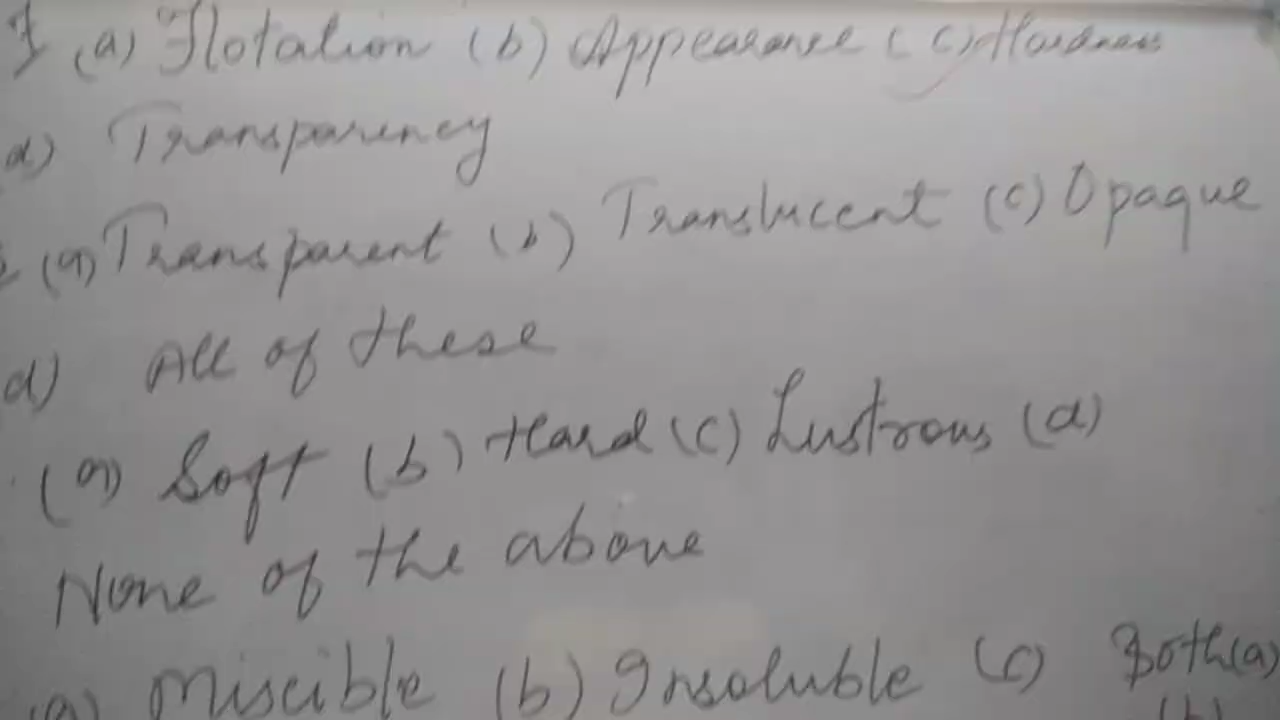 (a) Flotation (b) Appearance (c) Hardness
d) Transparency
(a) Transparent (b) Translucent (c) Opaque
d) All of these
(a) Soft (b) Hard (c) Lustrous (d)
None of the above
(a) Miscible (b) Insoluble (c) Both (a)
(b)